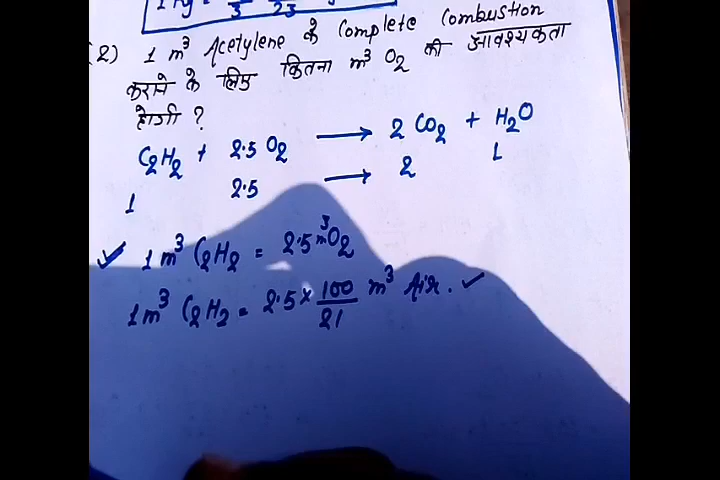 (2) 1 m³ Acetylene के Complete Combustion
कराने के लिए कितना m³ O₂ की आवश्यकता
होगी ?
C₂H₂ + 2.5 O₂ ⟶ 2 CO₂ + H₂O
1 2.5 ⟶ 2 1
✓ 1 m³ C₂H₂ = 2.5 m³ O₂
1 m³ C₂H₂ = 2.5 × 100/21 m³ Air. ✓